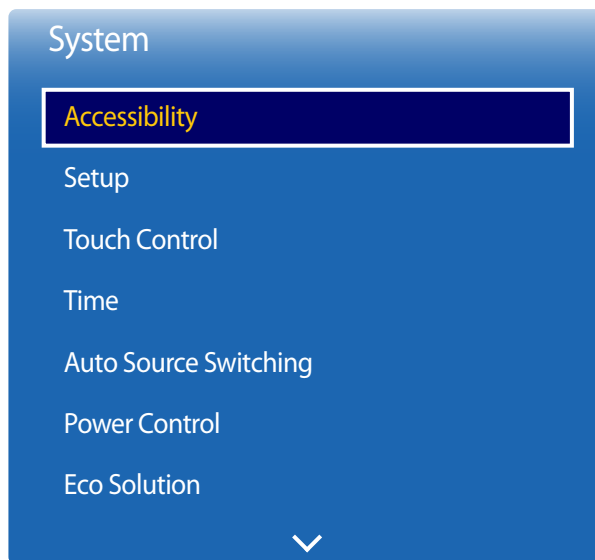 System
Accessibility
Setup
Touch Control
Time
Auto Source Switching
Power Control
Eco Solution